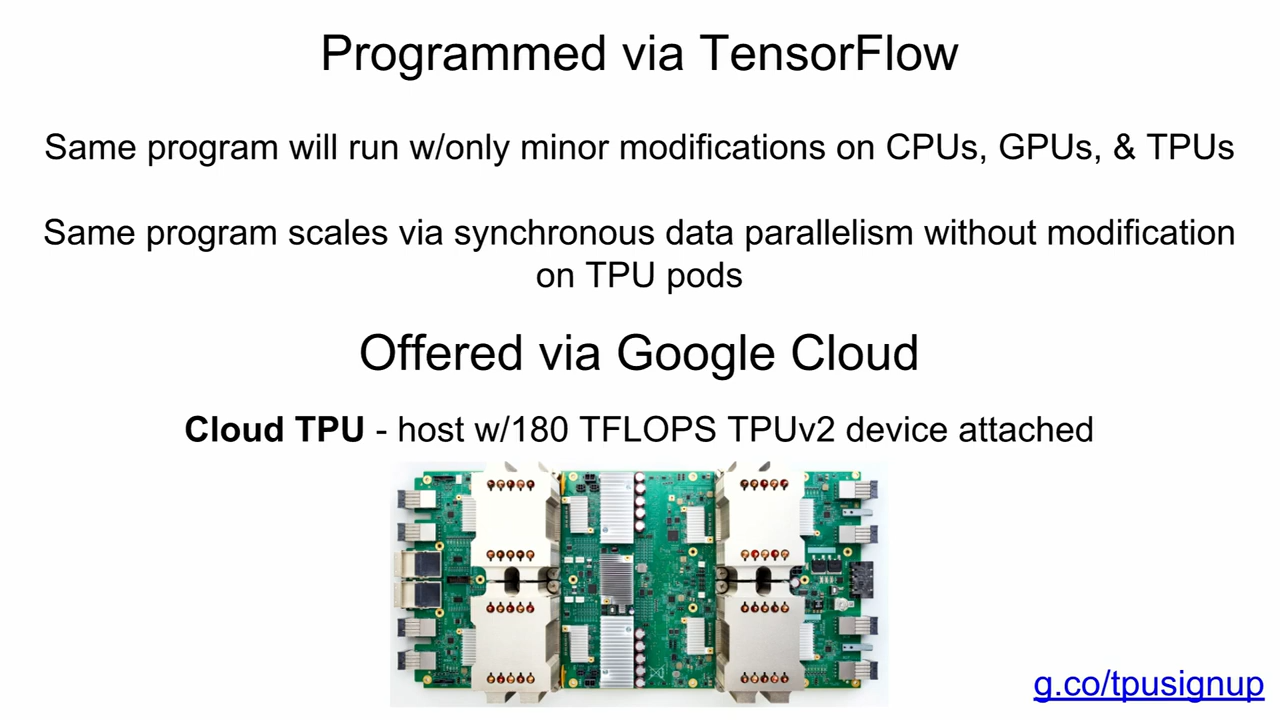 Programmed via TensorFlow
Same program will run w/only minor modifications on CPUs, GPUs, & TPUs
Same program scales via synchronous data parallelism without modification
on TPU pods
Offered via Google Cloud
Cloud TPU - host w/180 TFLOPS TPUv2 device attached
g.co/tpusignup